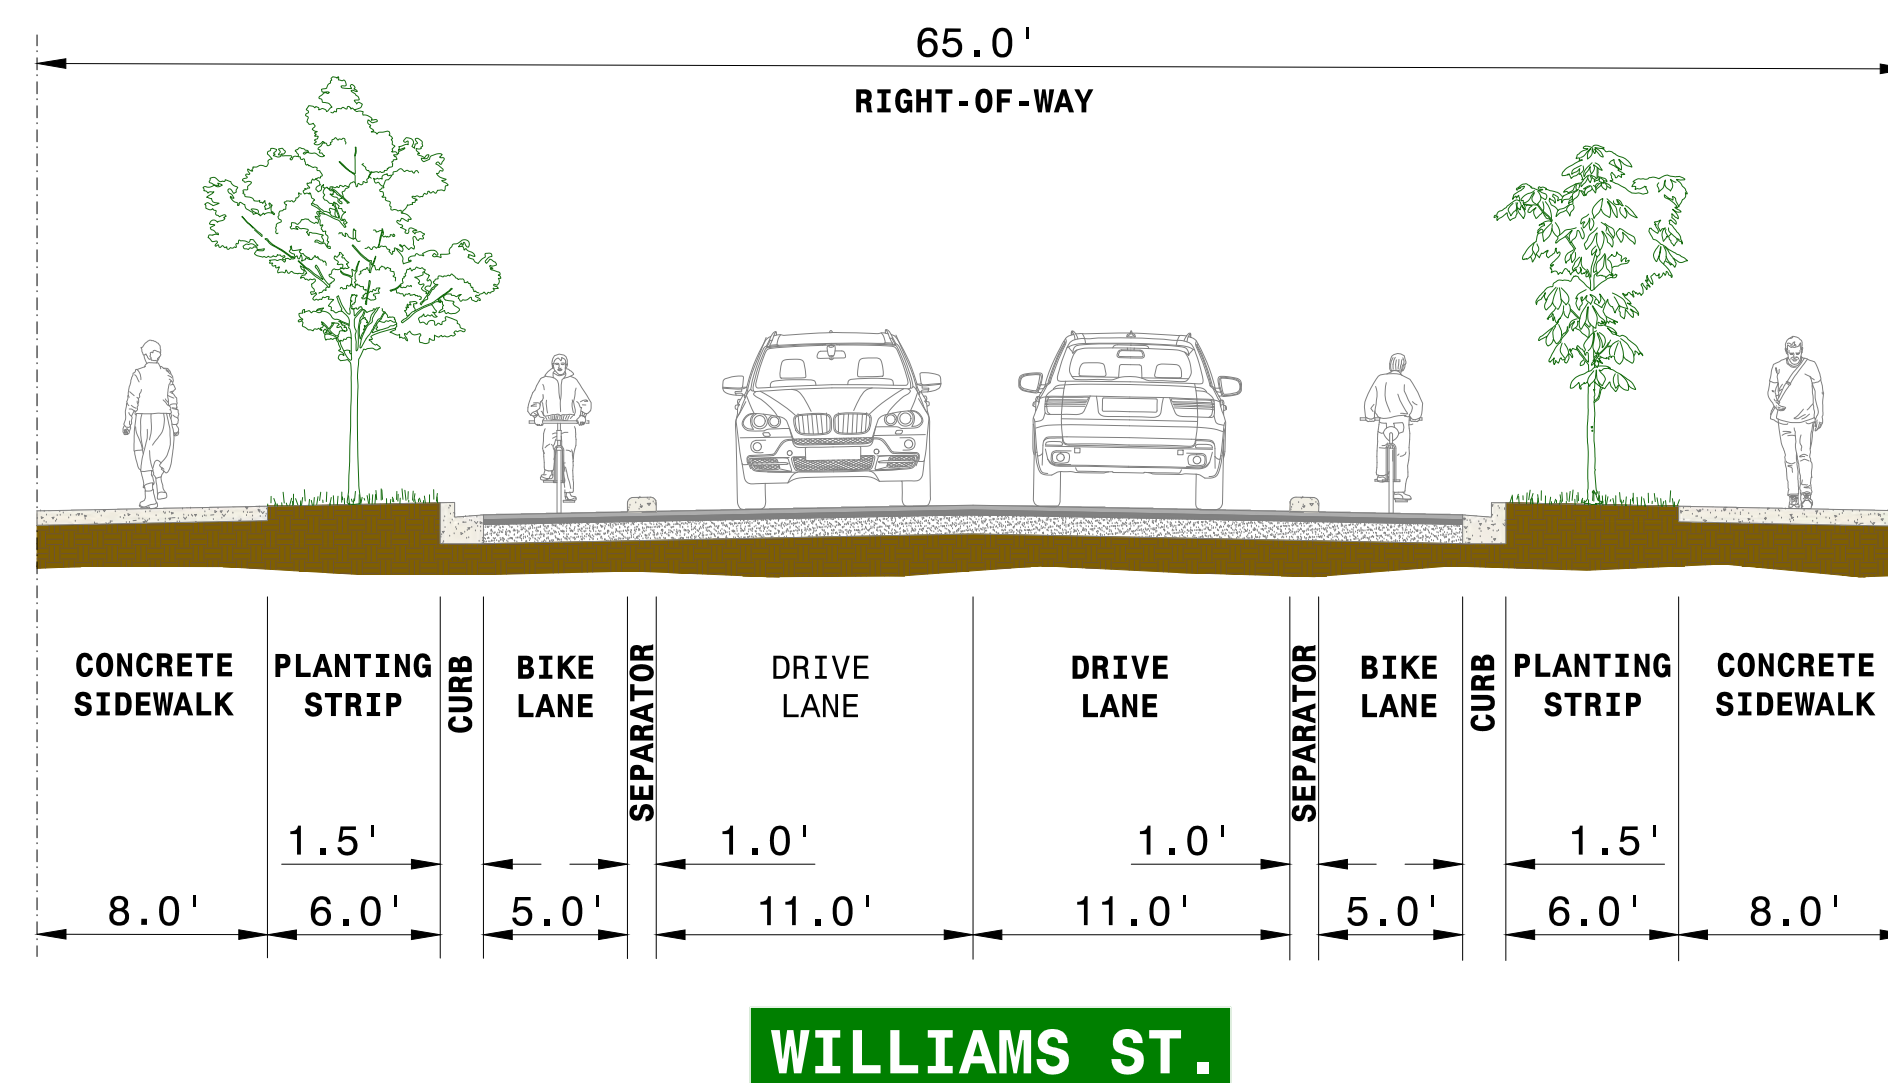 65.0'
RIGHT-OF-WAY
CONCRETE
SIDEWALK
PLANTING
STRIP
CURB
BIKE
LANE
SEPARATOR
DRIVE
LANE
DRIVE
LANE
SEPARATOR
BIKE
LANE
CURB
PLANTING
STRIP
CONCRETE
SIDEWALK
1.5' 1.0' 1.0' 1.5'
8.0' 6.0' 5.0' 11.0' 11.0' 5.0' 6.0' 8.0'
WILLIAMS ST.